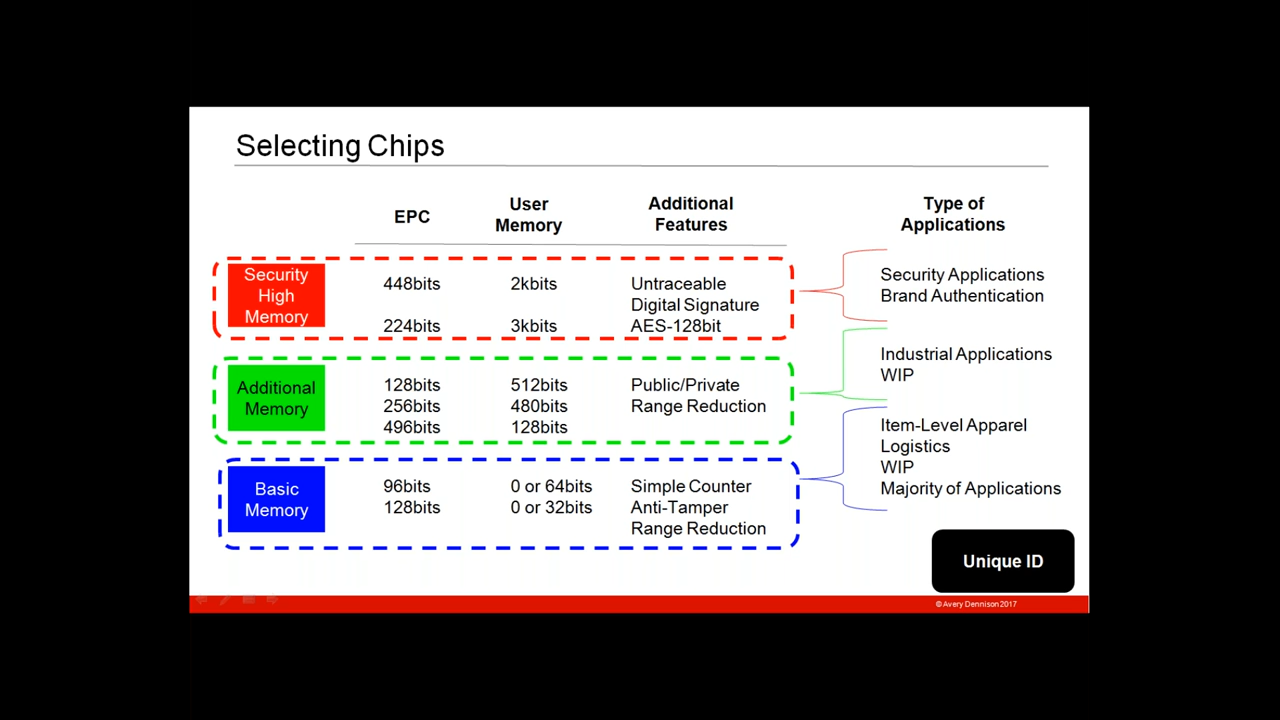 Selecting Chips
EPC
User
Memory
Additional
Features
Type of
Applications
Security
High
Memory
448bits
2kbits
Untraceable
Digital Signature
224bits
3kbits
AES-128bit
Security Applications
Brand Authentication
Additional
Memory
128bits
512bits
Public/Private
256bits
480bits
Range Reduction
496bits
128bits
Industrial Applications
WIP
Basic
Memory
96bits
0 or 64bits
Simple Counter
128bits
0 or 32bits
Anti-Tamper
Range Reduction
Item-Level Apparel
Logistics
WIP
Majority of Applications
Unique ID
© Avery Dennison 2017